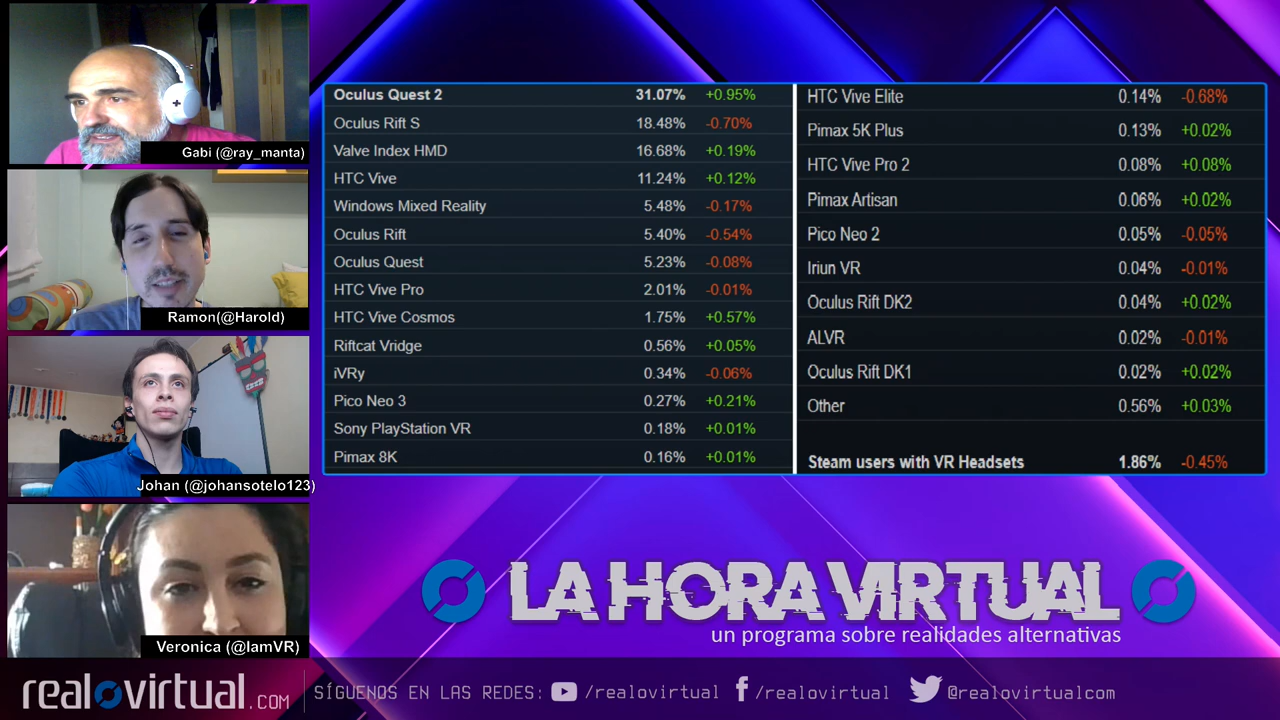 Gabi (@ray_manta)
Ramon(@Harold)
Johan (@johansotelo123)
Veronica (@IamVR)
Oculus Quest 2 31.07% +0.95%
Oculus Rift S 18.48% -0.70%
Valve Index HMD 16.68% +0.19%
HTC Vive 11.24% +0.12%
Windows Mixed Reality 5.48% -0.17%
Oculus Rift 5.40% -0.54%
Oculus Quest 5.23% -0.08%
HTC Vive Pro 2.01% -0.01%
HTC Vive Cosmos 1.75% +0.57%
Riftcat Vridge 0.56% +0.05%
iVRy 0.34% -0.06%
Pico Neo 3 0.27% +0.21%
Sony PlayStation VR 0.18% +0.01%
Pimax 8K 0.16% +0.01%
HTC Vive Elite 0.14% -0.68%
Pimax 5K Plus 0.13% +0.02%
HTC Vive Pro 2 0.08% +0.08%
Pimax Artisan 0.06% +0.02%
Pico Neo 2 0.05% -0.05%
Iriun VR 0.04% -0.01%
Oculus Rift DK2 0.04% +0.02%
ALVR 0.02% -0.01%
Oculus Rift DK1 0.02% +0.02%
Other 0.56% +0.03%
Steam users with VR Headsets 1.86% -0.45%
LA HORA VIRTUAL
un programa sobre realidades alternativas
realovirtual.COM
SÍGUENOS EN LAS REDES: /realovirtual /realovirtual @realovirtualcom